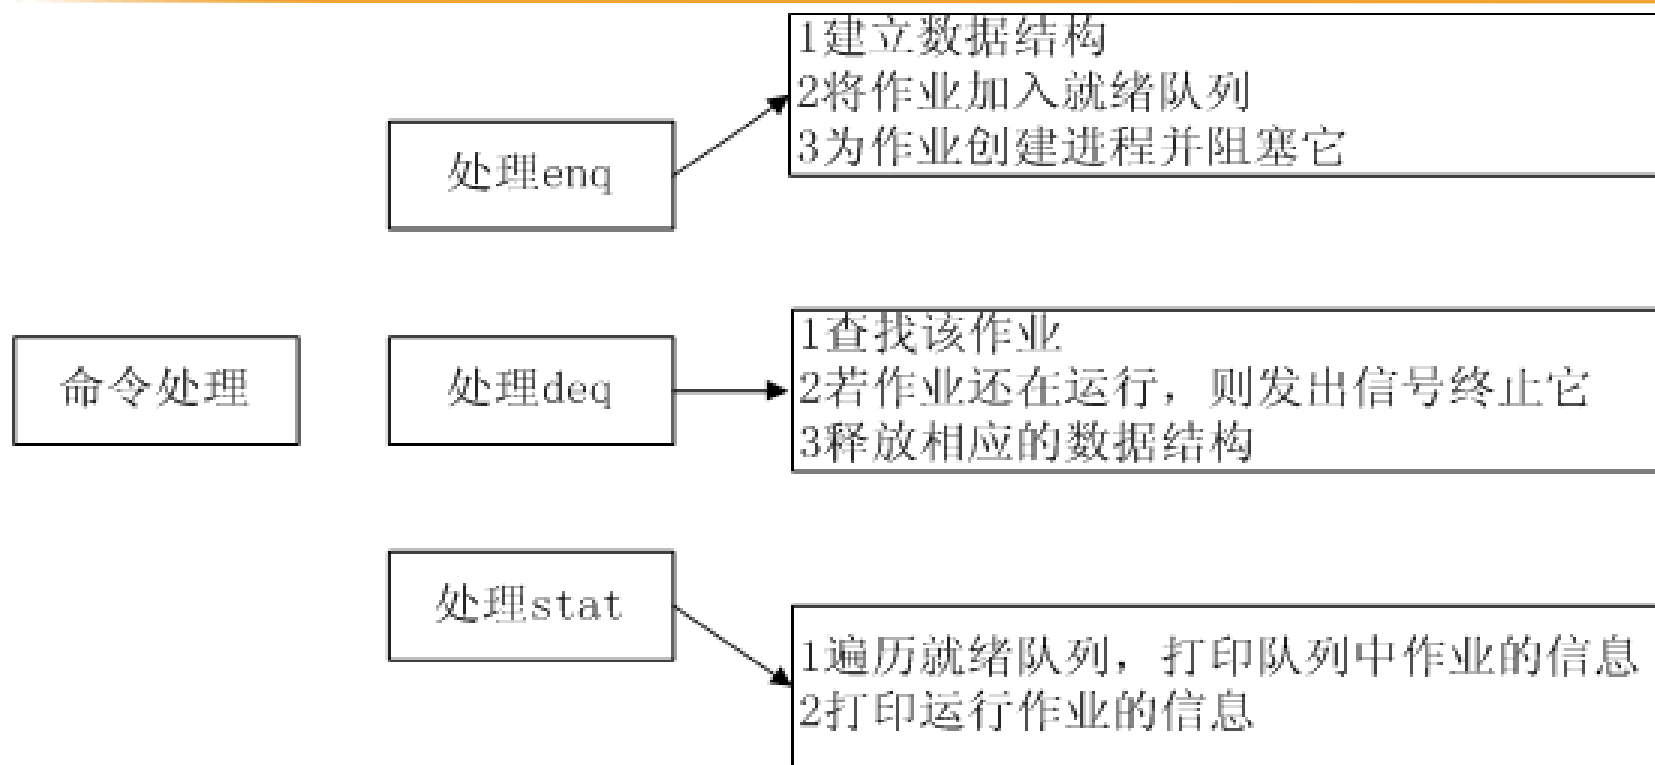 1建立数据结构
2将作业加入就绪队列
3为作业创建进程并阻塞它
处理enq
命令处理
处理deq
1查找该作业
2若作业还在运行，则发出信号终止它
3释放相应的数据结构
处理stat
1遍历就绪队列，打印队列中作业的信息
2打印运行作业的信息